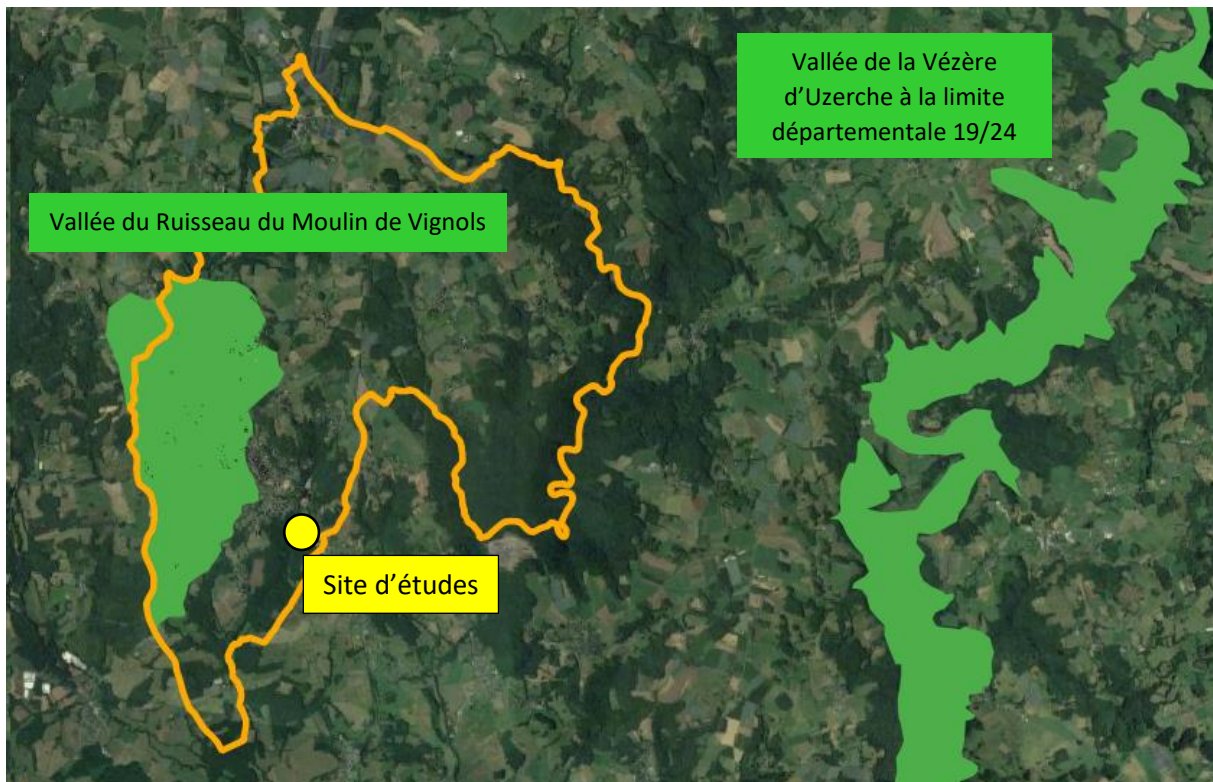 Vallée de la Vézère
d’Uzerche à la limite
départementale 19/24
Vallée du Ruisseau du Moulin de Vignols
Site d’études